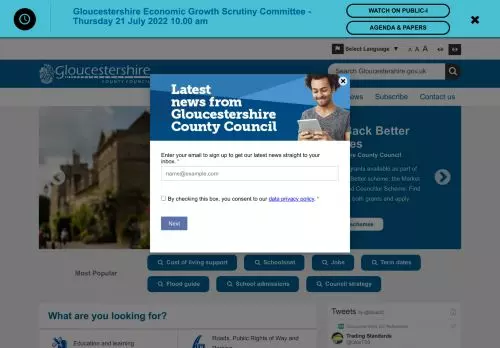 Gloucestershire Economic Growth Scrutiny Committee -
Thursday 21 July 2022 10.00 am
WATCH ON PUBLIC-I
AGENDA & PAPERS
Select Language ▼
A A A
Gloucestershire
COUNTY COUNCIL
Search Gloucestershire.gov.uk
news Subscribe Contact us
Latest
news from
Gloucestershire
County Council
Enter your email to sign up to get our latest news straight to your
inbox. *
name@example.com
By checking this box, you consent to our data privacy policy. *
Next
Back Better
County Council
grants available as part of
Better scheme: the Market
and Councillor Scheme. Find
both grants and apply
schemes
Most Popular
Cost of living support
Schoolsnet
Jobs
Term dates
Flood guide
School admissions
Council strategy
What are you looking for?
Education and learning
Roads, Public Rights of Way and
Tweets
Trading Standards